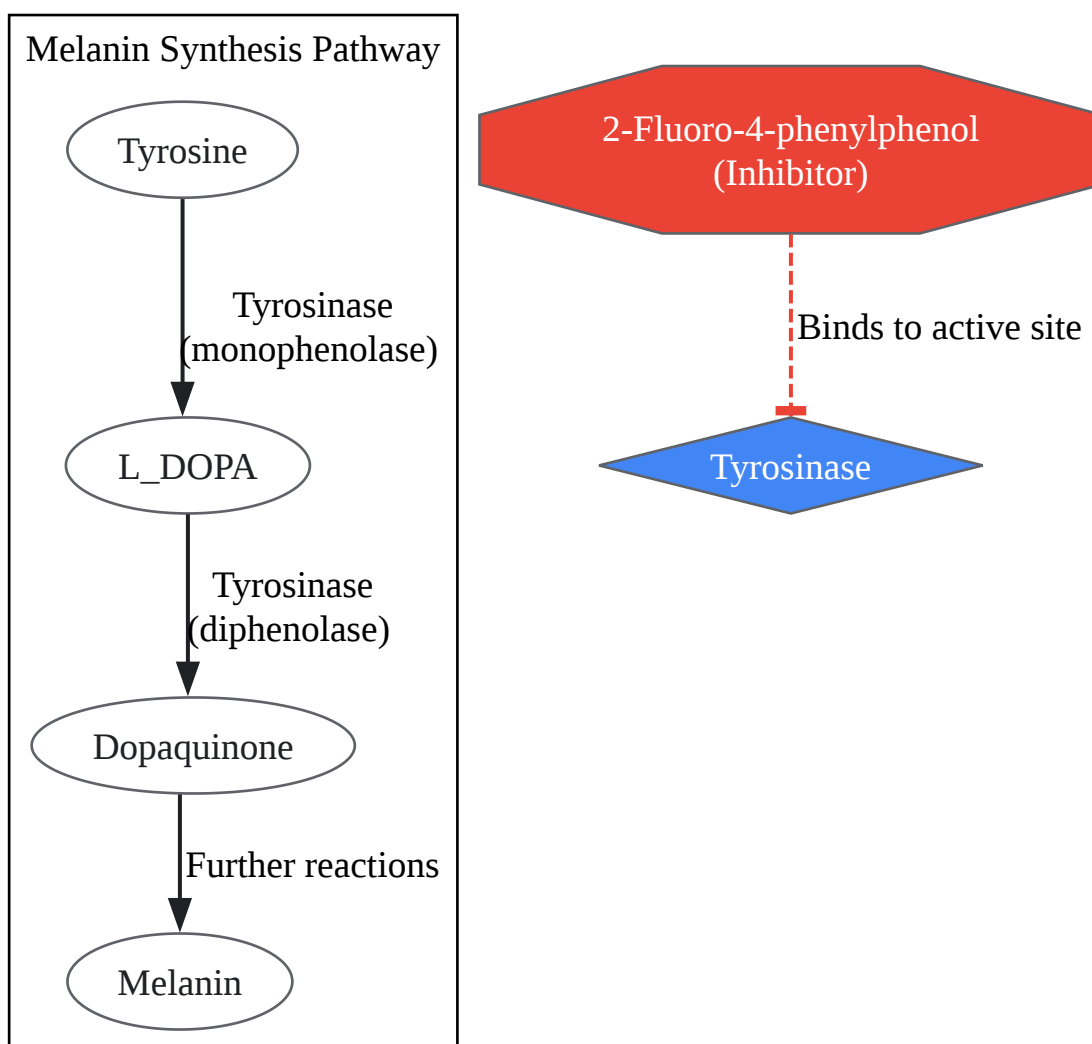 Melanin Synthesis Pathway
Tyrosine
Tyrosinase
(monophenolase)
L_DOPA
Tyrosinase
(diphenolase)
Dopaquinone
Further reactions
Melanin
2-Fluoro-4-phenylphenol
(Inhibitor)
Binds to active site
Tyrosinase